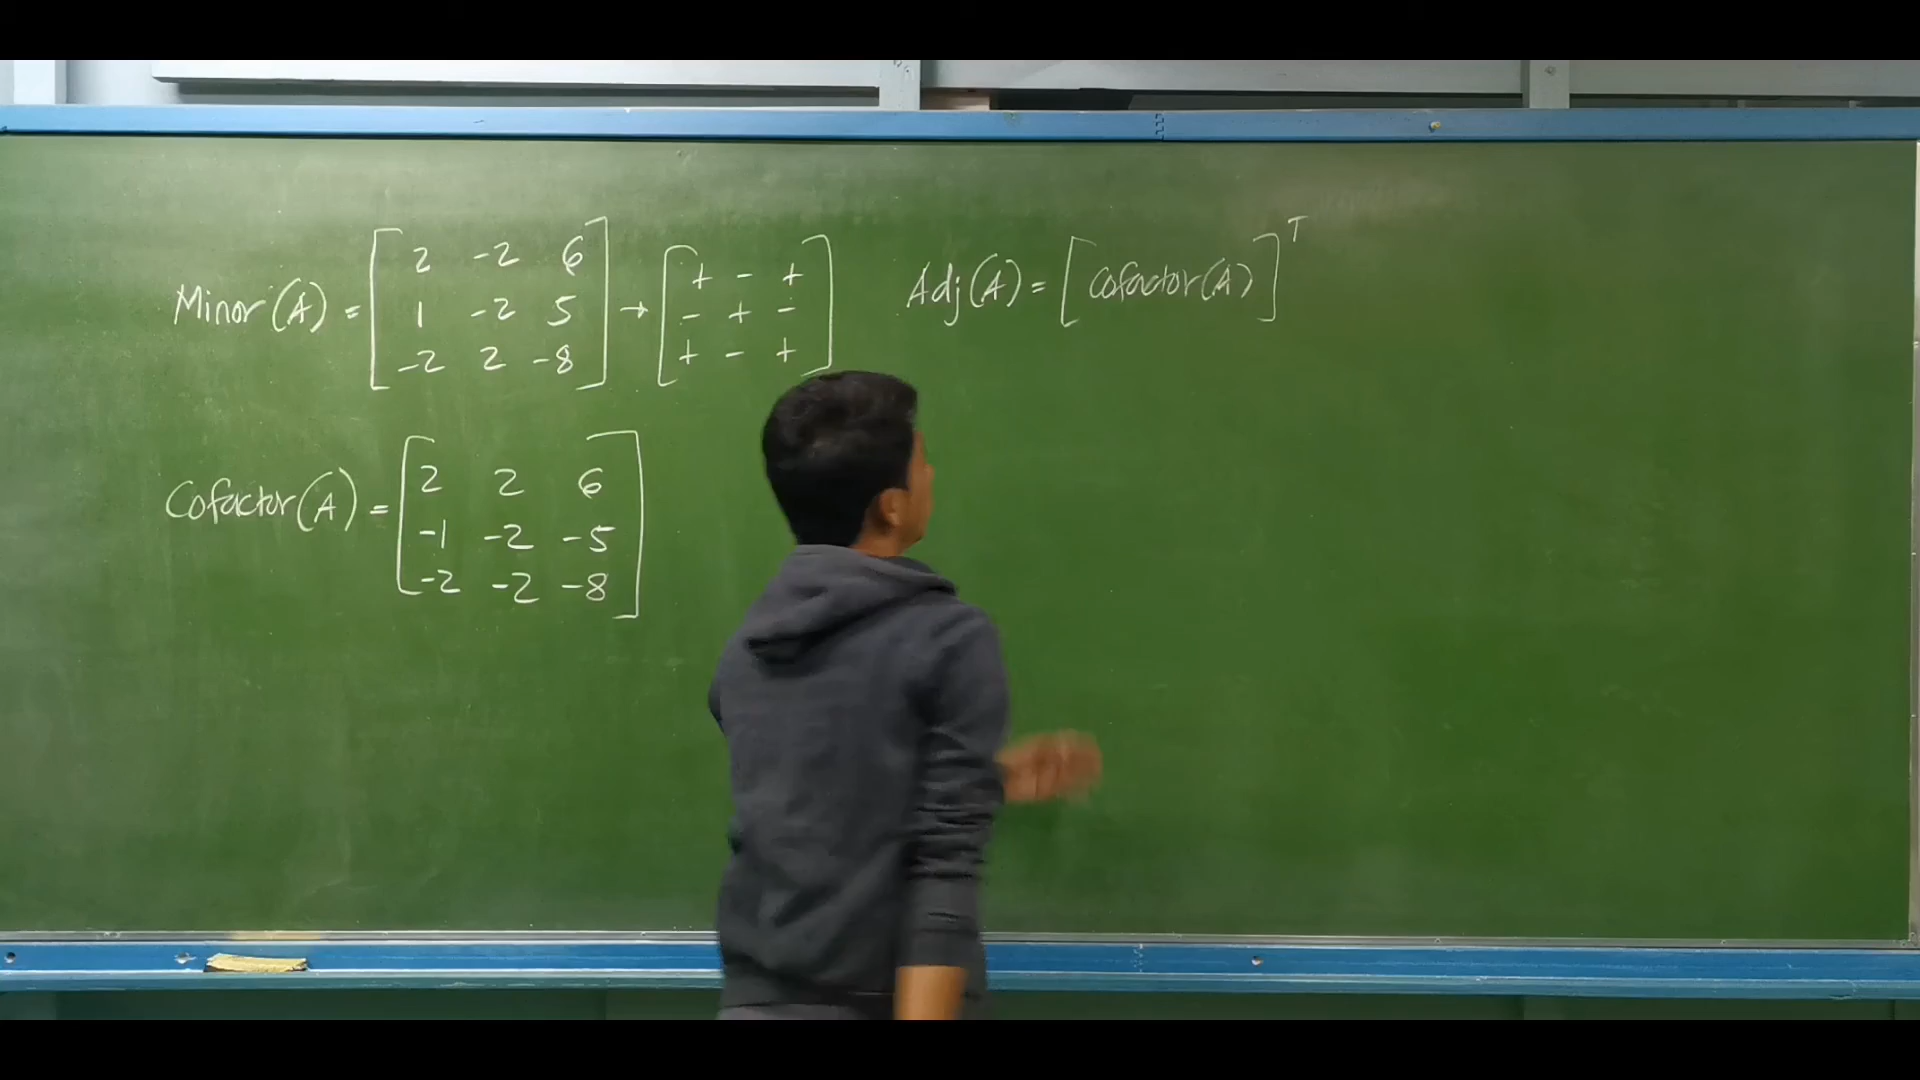 Minor(A) = [2 -2 6
1 -2 5
-2 2 -8] → [+ - +
- + -
+ - +]
Cofactor(A) = [2 2 6
-1 -2 -5
-2 -2 -8]
Adj(A) = [Cofactor(A)]ᵀ